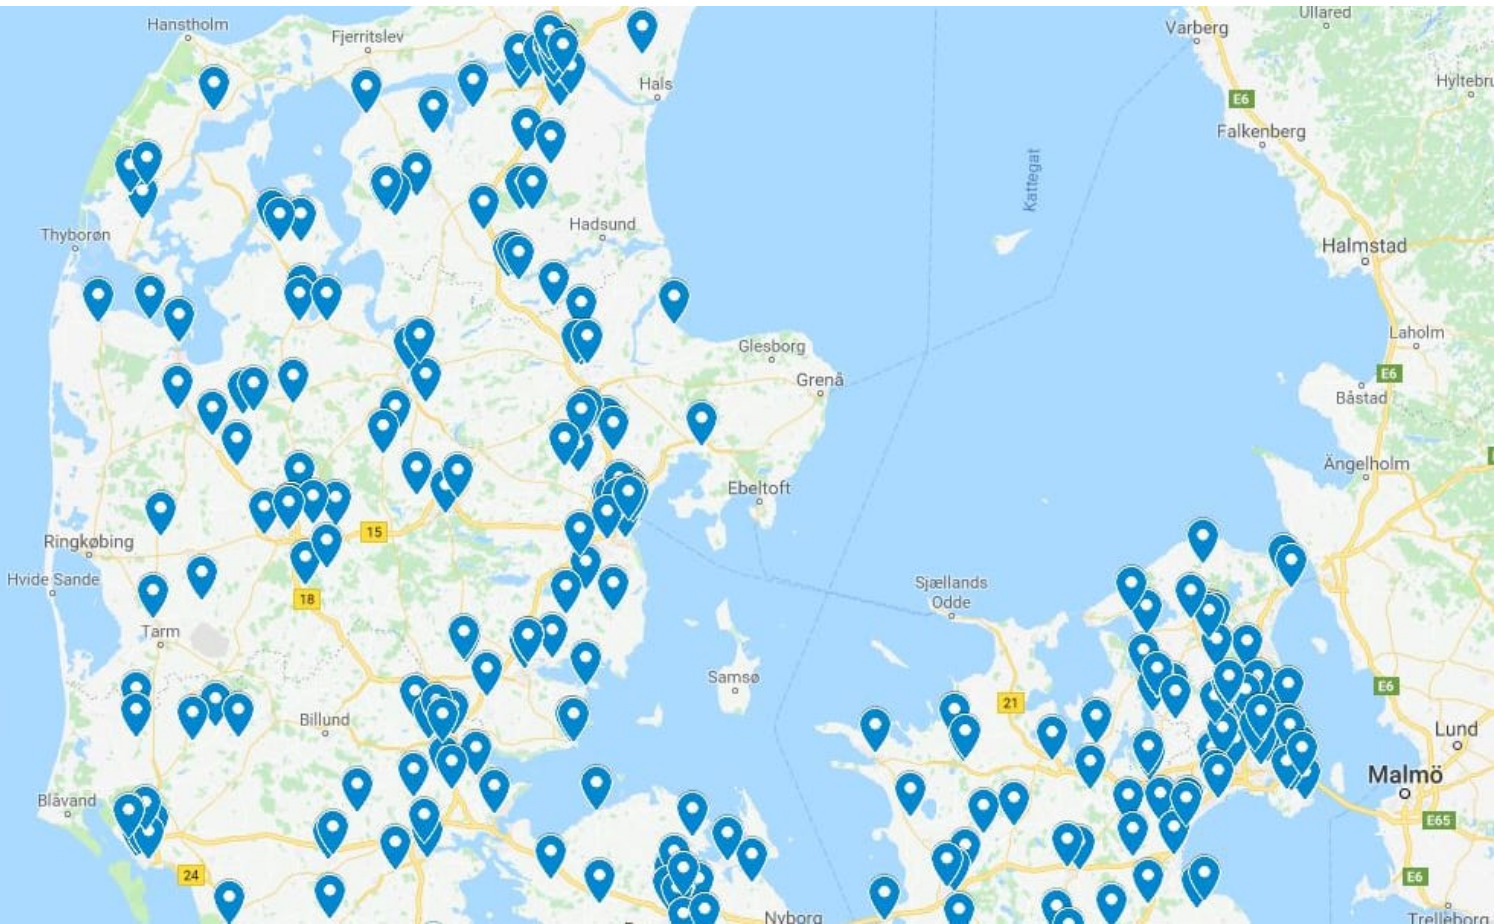 Hanstholm
Fjerritslev
Hals
Varberg
Ullared
E6
Hyltebru
Falkenberg
Kattegat
Thyborøn
Hadsund
Halmstad
Glesborg
Grenå
Laholm
E6
Båstad
Ängelholm
Ebeltoft
Ringkøbing
15
Hvide Sande
18
Sjællands
Odde
Tarm
Samsø
E6
21
Billund
Lund
Malmö
Blåvand
E65
24
E6
Nyborg
Trelleborg